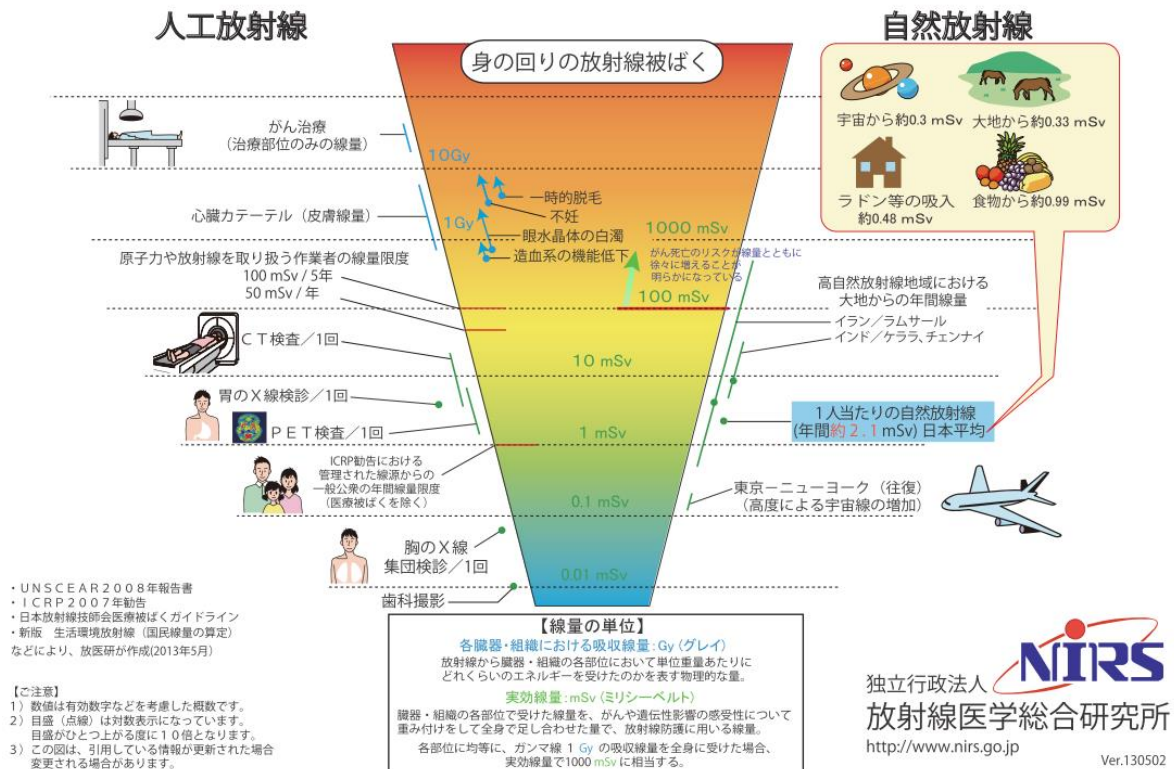 人工放射線
身の回りの放射線被ばく
自然放射線
宇宙から約0.3 mSv
大地から約0.33 mSv
ラドン等の吸入
約0.48 mSv
食物から約0.99 mSv
がん治療
(治療部位のみの線量)
10Gy
心臓カテーテル(皮膚線量)
1Gy
一時的脱毛
不妊
眼水晶体の白濁
造血系の機能低下
1000 mSv
がん死亡のリスクが線量とともに
徐々に増えることが
明らかになっている
100 mSv
原子力や放射線を取り扱う作業者の線量限度
100 mSv / 5年
50 mSv / 年
高自然放射線地域における
大地からの年間線量
イラン/ラムサール
インド/ケララ、チェンナイ
CT検査/1回
10 mSv
胃のX線検診/1回
PET検査/1回
1 mSv
1人当たりの自然放射線
(年間約2.1mSv) 日本平均
ICRP勧告における
管理された線源からの
一般公衆の年間線量限度
(医療被ばくを除く)
0.1 mSv
東京−ニューヨーク(往復)
(高度による宇宙線の増加)
胸のX線
集団検診/1回
0.01 mSv
歯科撮影
・UNSCEAR2008年報告書
・ICRP2007年勧告
・日本放射線技師会医療被ばくガイドライン
・新版 生活環境放射線(国民線量の算定)
などにより、放医研が作成(2013年5月)
【ご注意】
1)数値は有効数字などを考慮した概数です。
2)目盛(点線)は対数表示になっています。
目盛がひとつ上がる度に10倍となります。
3)この図は、引用している情報が更新された場合
変更される場合があります。
【線量の単位】
各臓器・組織における吸収線量:Gy(グレイ)
放射線から臓器・組織の各部位において単位重量あたりに
どれくらいのエネルギーを受けたのかを表す物理的な量。
実効線量:mSv(ミリシーベルト)
臓器・組織の各部位で受けた線量を、がんや遺伝性影響の感受性について
重み付けをして全身で足し合わせた量で、放射線防護に用いる線量。
各部位に均等に、ガンマ線 1 Gy の吸収線量を全身に受けた場合、
実効線量で1000 mSv に相当する。
NIRS
独立行政法人
放射線医学総合研究所
http://www.nirs.go.jp
Ver.130502